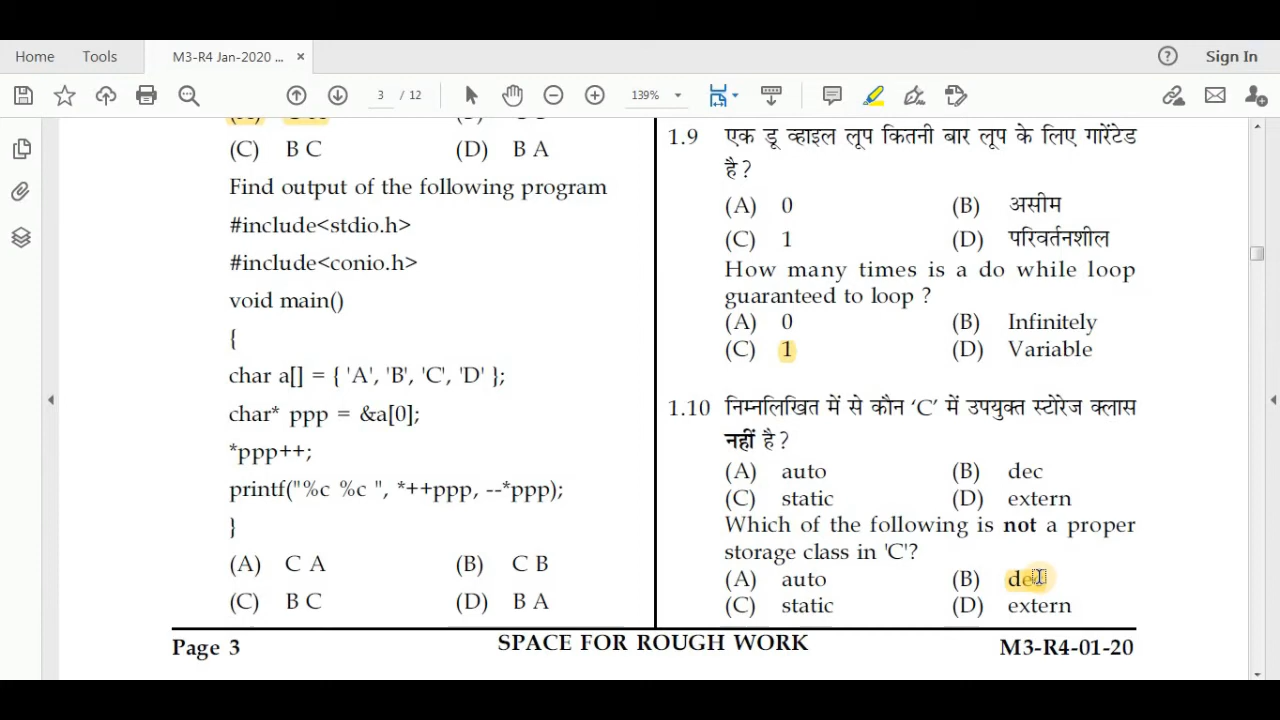 Home Tools M3-R4 Jan-2020 ... × Sign In
3 / 12 139%
(C) B C (D) B A
Find output of the following program
#include<stdio.h>
#include<conio.h>
void main()
{
char a[] = { 'A', 'B', 'C', 'D' };
char* ppp = &a[0];
*ppp++;
printf("%c %c ", *++ppp, --*ppp);
}
(A) C A (B) C B
(C) B C (D) B A
1.9 एक डू व्हाइल लूप कितनी बार लूप के लिए गारेंटेड
है?
(A) 0 (B) असीम
(C) 1 (D) परिवर्तनशील
How many times is a do while loop
guaranteed to loop ?
(A) 0 (B) Infinitely
(C) 1 (D) Variable
1.10 निम्नलिखित में से कौन ‘C’ में उपयुक्त स्टोरेज क्लास
नहीं है?
(A) auto (B) dec
(C) static (D) extern
Which of the following is not a proper
storage class in 'C'?
(A) auto (B) dec
(C) static (D) extern
Page 3 SPACE FOR ROUGH WORK M3-R4-01-20